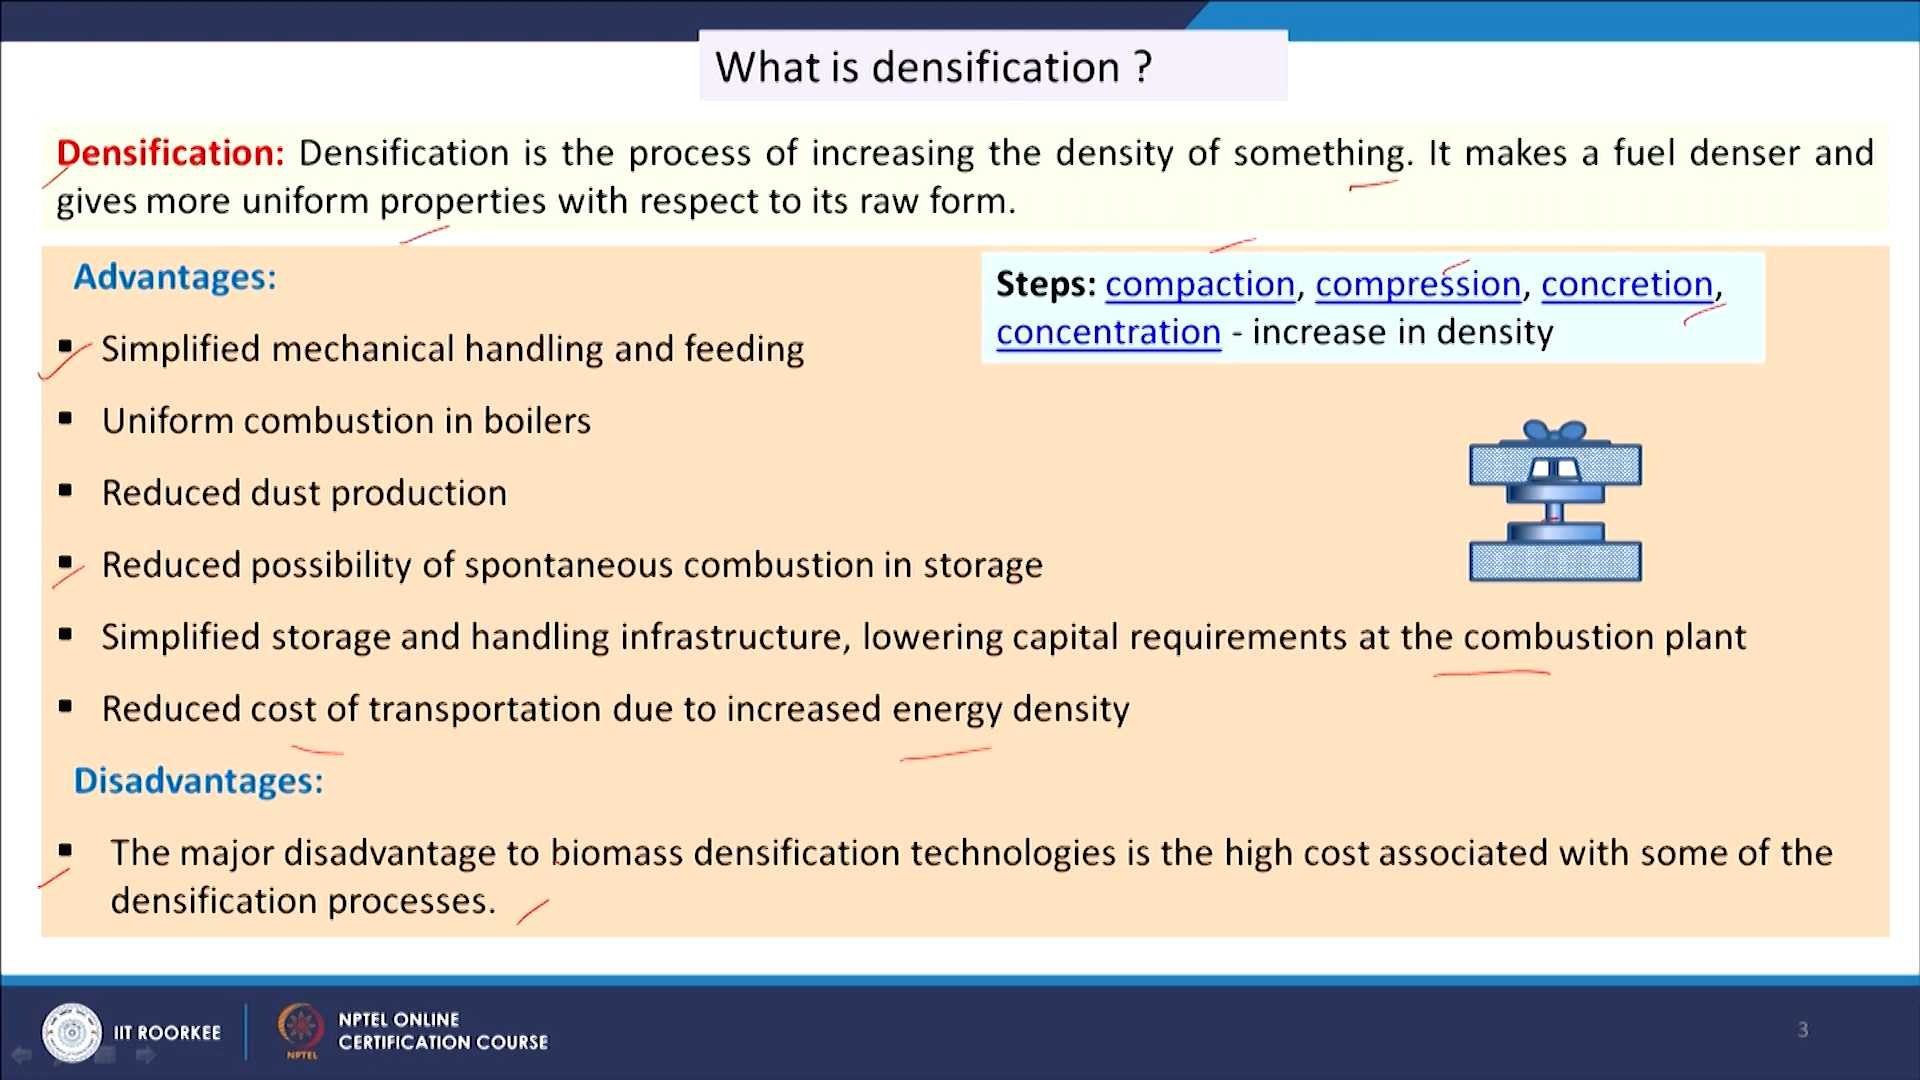 What is densification ?
Densification: Densification is the process of increasing the density of something. It makes a fuel denser and
gives more uniform properties with respect to its raw form.
Advantages:
Steps: compaction, compression, concretion,
concentration - increase in density
▪ Simplified mechanical handling and feeding
▪ Uniform combustion in boilers
▪ Reduced dust production
▪ Reduced possibility of spontaneous combustion in storage
▪ Simplified storage and handling infrastructure, lowering capital requirements at the combustion plant
▪ Reduced cost of transportation due to increased energy density
Disadvantages:
▪ The major disadvantage to biomass densification technologies is the high cost associated with some of the
densification processes.
IIT ROORKEE
NPTEL
NPTEL ONLINE
CERTIFICATION COURSE
3